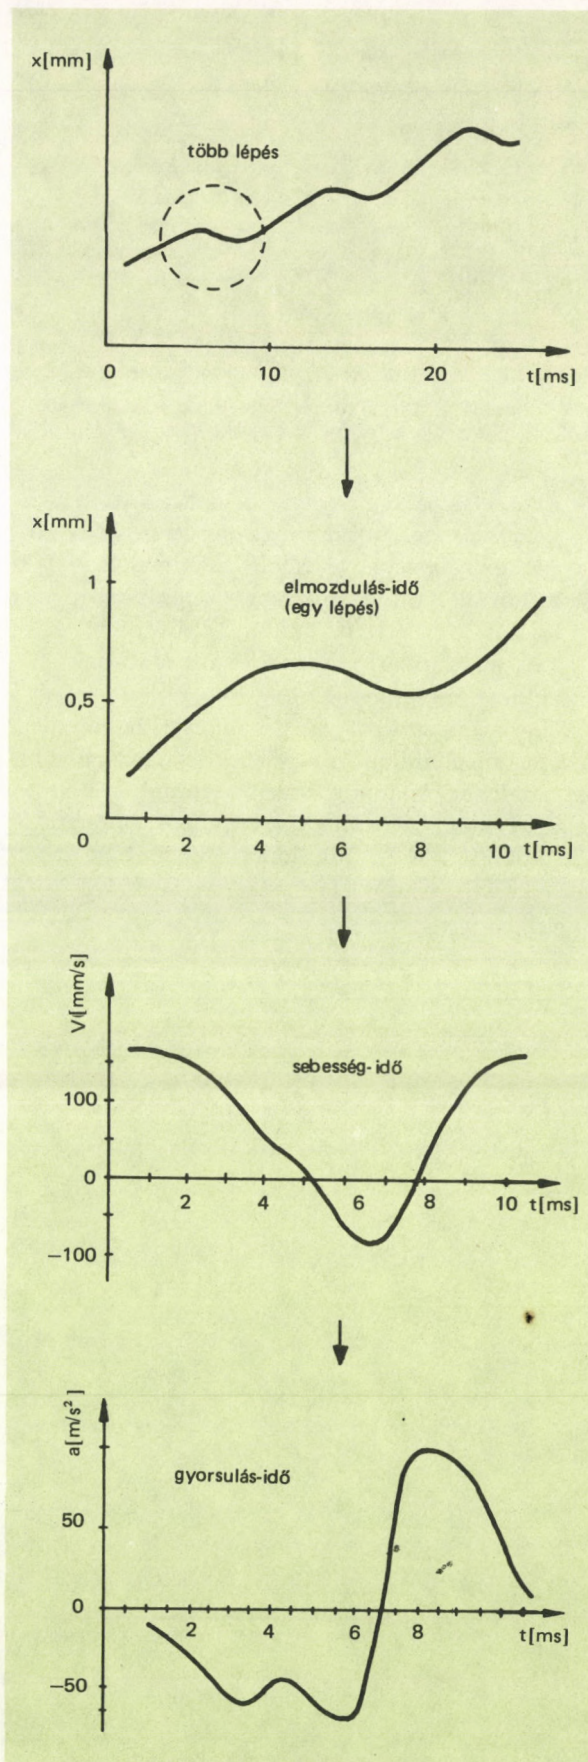 x[mm]
több lépés
0 10 20 t[ms]
x[mm]
1
elmozdulás-idő
(egy lépés)
0,5
0 2 4 6 8 10 t[ms]
V[mm/s]
sebesség-idő
100
0
2 4 6 8 10 t[ms]
−100
a[m/s²]
gyorsulás-idő
50
0
2 4 6 8 t[ms]
−50